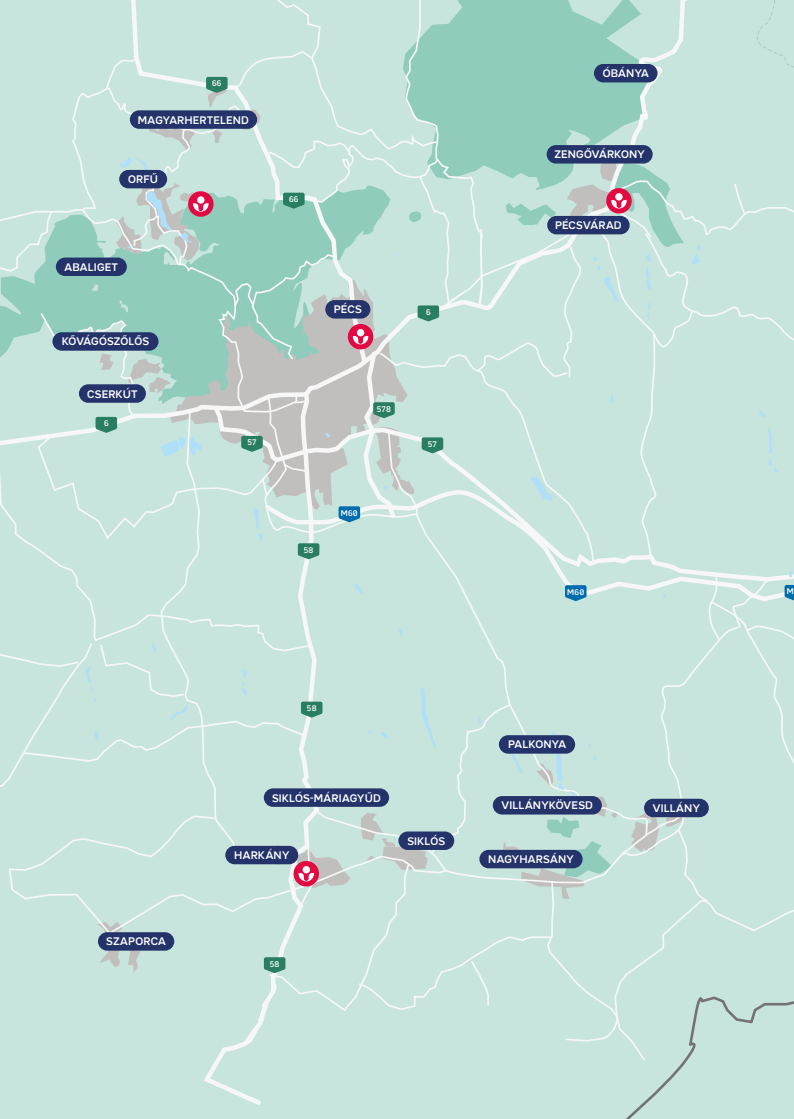 ÓBÁNYA
66
MAGYARHERTELEND
ZENGŐVÁRKONY
ORFŰ
66
PÉCSVÁRAD
ABALIGET
PÉCS
6
KŐVÁGÓSZŐLŐS
CSERKÚT
578
6
57
57
M60
58
M60
M
58
PALKONYA
SIKLÓS-MÁRIAGYŰD
VILLÁNYKÖVESD
VILLÁNY
SIKLÓS
HARKÁNY
NAGYHARSÁNY
SZAPORCA
58